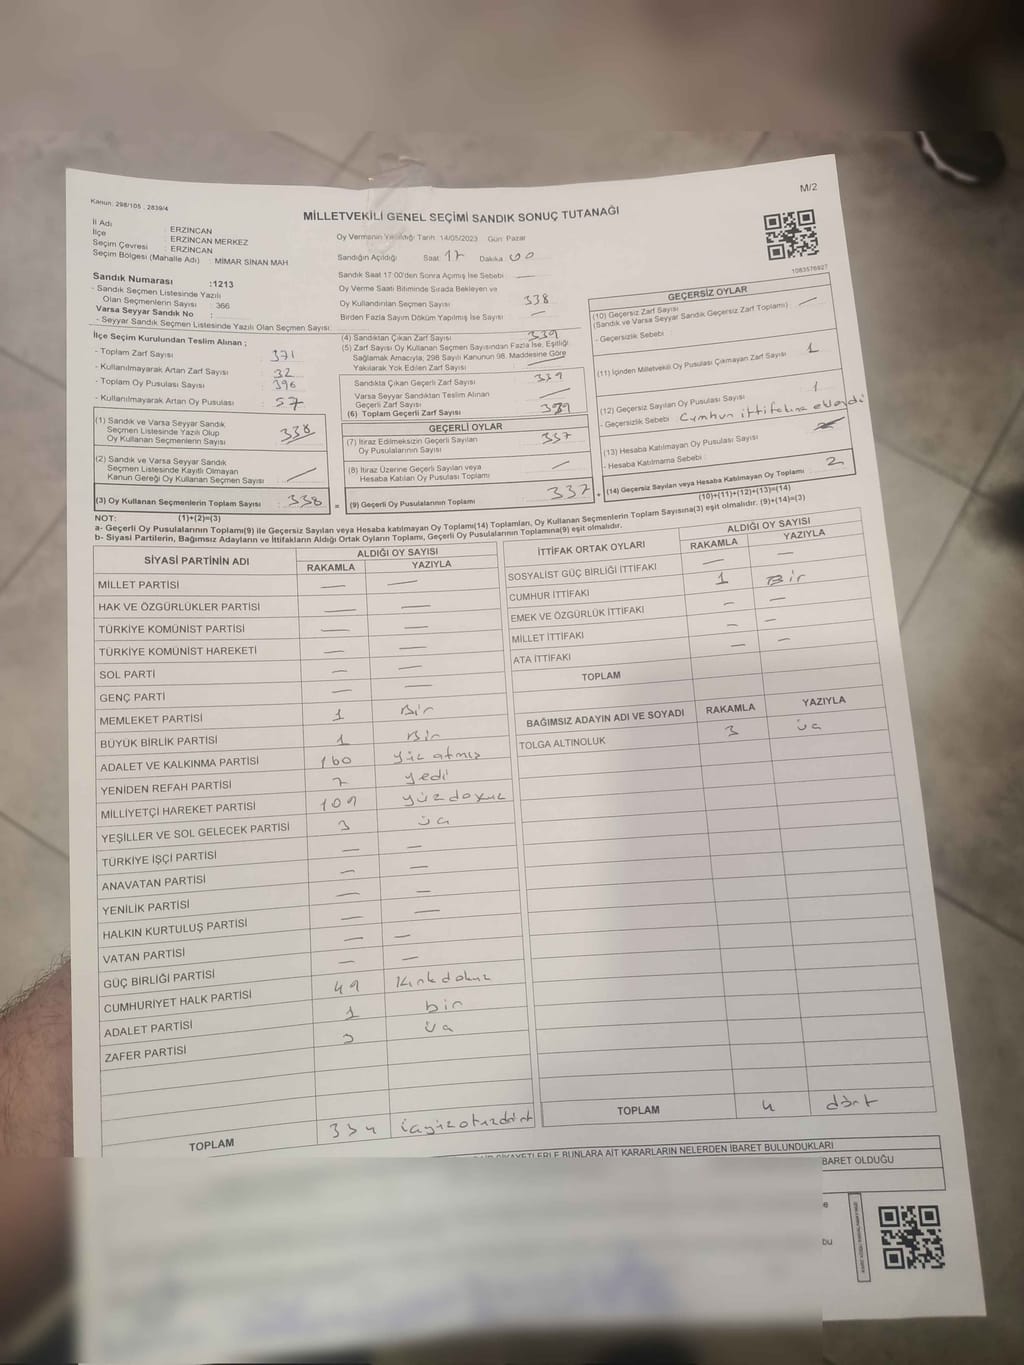 M/2
Kanun: 298/105 , 2839/4
MİLLETVEKİLİ GENEL SEÇİMİ SANDIK SONUÇ TUTANAĞI
İl Adı : ERZİNCAN
İlçe : ERZİNCAN MERKEZ
Seçim Çevresi : ERZİNCAN
Seçim Bölgesi (Mahalle Adı) : MİMAR SİNAN MAH
Sandık Numarası :1213
- Sandık Seçmen Listesinde Yazılı
Olan Seçmenlerin Sayısı : 366
Varsa Seyyar Sandık No :
- Seyyar Sandık Seçmen Listesinde Yazılı Olan Seçmen Sayısı:
Oy Vermenin Yapıldığı Tarih: 14/05/2023 Gün: Pazar
Sandığın Açıldığı Saat: 17 Dakika: 00
Sandık Saat 17:00'den Sonra Açılmış İse Sebebi : —
Oy Verme Saati Bitiminde Sırada Bekleyen ve
Oy Kullandırılan Seçmen Sayısı : 338
Birden Fazla Sayım Döküm Yapılmış İse Sayısı : —
1083576927
İlçe Seçim Kurulundan Teslim Alınan ;
- Toplam Zarf Sayısı : 371
- Kullanılmayarak Artan Zarf Sayısı : 32
- Toplam Oy Pusulası Sayısı : 396
- Kullanılmayarak Artan Oy Pusulası : 57
(1) Sandık ve Varsa Seyyar Sandık
Seçmen Listesinde Yazılı Olup
Oy Kullanan Seçmenlerin Sayısı : 338
(2) Sandık ve Varsa Seyyar Sandık
Seçmen Listesinde Kayıtlı Olmayan
Kanun Gereği Oy Kullanan Seçmen Sayısı : —
(3) Oy Kullanan Seçmenlerin Toplam Sayısı : 338
(1)+(2)=(3)
(4) Sandıktan Çıkan Zarf Sayısı : 339
(5) Zarf Sayısı Oy Kullanan Seçmen Sayısından Fazla İse, Eşitliği
Sağlamak Amacıyla, 298 Sayılı Kanunun 98. Maddesine Göre
Yakılarak Yok Edilen Zarf Sayısı : —
Sandıkta Çıkan Geçerli Zarf Sayısı : 339
Varsa Seyyar Sandıktan Teslim Alınan
Geçerli Zarf Sayısı : —
(6) Toplam Geçerli Zarf Sayısı : 339
GEÇERLİ OYLAR
(7) İtiraz Edilmeksizin Geçerli Sayılan
Oy Pusulasının Sayısı : 337
(8) İtiraz Üzerine Geçerli Sayılan veya
Hesaba Katılan Oy Pusulası Toplamı : —
= (9) Geçerli Oy Pusulalarının Toplamı : 337 +
GEÇERSİZ OYLAR
(10) Geçersiz Zarf Sayısı : —
(Sandık ve Varsa Seyyar Sandık Geçersiz Zarf Toplamı)
- Geçersizlik Sebebi :
(11) İçinden Milletvekili Oy Pusulası Çıkmayan Zarf Sayısı : 1
(12) Geçersiz Sayılan Oy Pusulası Sayısı : 1
- Geçersizlik Sebebi : Cumhur ittifakına eklendi
(13) Hesaba Katılmayan Oy Pusulası Sayısı :
- Hesaba Katılmama Sebebi :
(14) Geçersiz Sayılan veya Hesaba Katılmayan Oy Toplamı : 2
(10)+(11)+(12)+(13)=(14)
NOT:
a- Geçerli Oy Pusulalarının Toplamı(9) ile Geçersiz Sayılan veya Hesaba katılmayan Oy Toplamı(14) Toplamları, Oy Kullanan Seçmenlerin Toplam Sayısına(3) eşit olmalıdır. (9)+(14)=(3)
b- Siyasi Partilerin, Bağımsız Adayların ve İttifakların Aldığı Ortak Oyların Toplamı, Geçerli Oy Pusulalarının Toplamına(9) eşit olmalıdır.
SİYASİ PARTİNİN ADI ALDIĞI OY SAYISI
RAKAMLA YAZIYLA
MİLLET PARTİSİ — —
HAK VE ÖZGÜRLÜKLER PARTİSİ — —
TÜRKİYE KOMÜNİST PARTİSİ — —
TÜRKİYE KOMÜNİST HAREKETİ — —
SOL PARTİ — —
GENÇ PARTİ — —
MEMLEKET PARTİSİ 1 Bir
BÜYÜK BİRLİK PARTİSİ 1 Bir
ADALET VE KALKINMA PARTİSİ 160 yüz atmış
YENİDEN REFAH PARTİSİ 7 yedi
MİLLİYETÇİ HAREKET PARTİSİ 109 yüzdokuz
YEŞİLLER VE SOL GELECEK PARTİSİ 3 üç
TÜRKİYE İŞÇİ PARTİSİ — —
ANAVATAN PARTİSİ — —
YENİLİK PARTİSİ — —
HALKIN KURTULUŞ PARTİSİ — —
VATAN PARTİSİ — —
GÜÇ BİRLİĞİ PARTİSİ — —
CUMHURİYET HALK PARTİSİ 49 Kırkdokuz
ADALET PARTİSİ 1 bir
ZAFER PARTİSİ 3 üç
TOPLAM 334 üçyüzotuzdört
İTTİFAK ORTAK OYLARI ALDIĞI OY SAYISI
RAKAMLA YAZIYLA
SOSYALİST GÜÇ BİRLİĞİ İTTİFAKI — —
CUMHUR İTTİFAKI 1 Bir
EMEK VE ÖZGÜRLÜK İTTİFAKI — —
MİLLET İTTİFAKI — —
ATA İTTİFAKI — —
TOPLAM
BAĞIMSIZ ADAYIN ADI VE SOYADI RAKAMLA YAZIYLA
TOLGA ALTINOLUK 3 üç
TOPLAM 4 dört
BUNLARA AİT KARARLARIN NELERDEN İBARET BULUNDUKLARI
BARET OLDUĞU